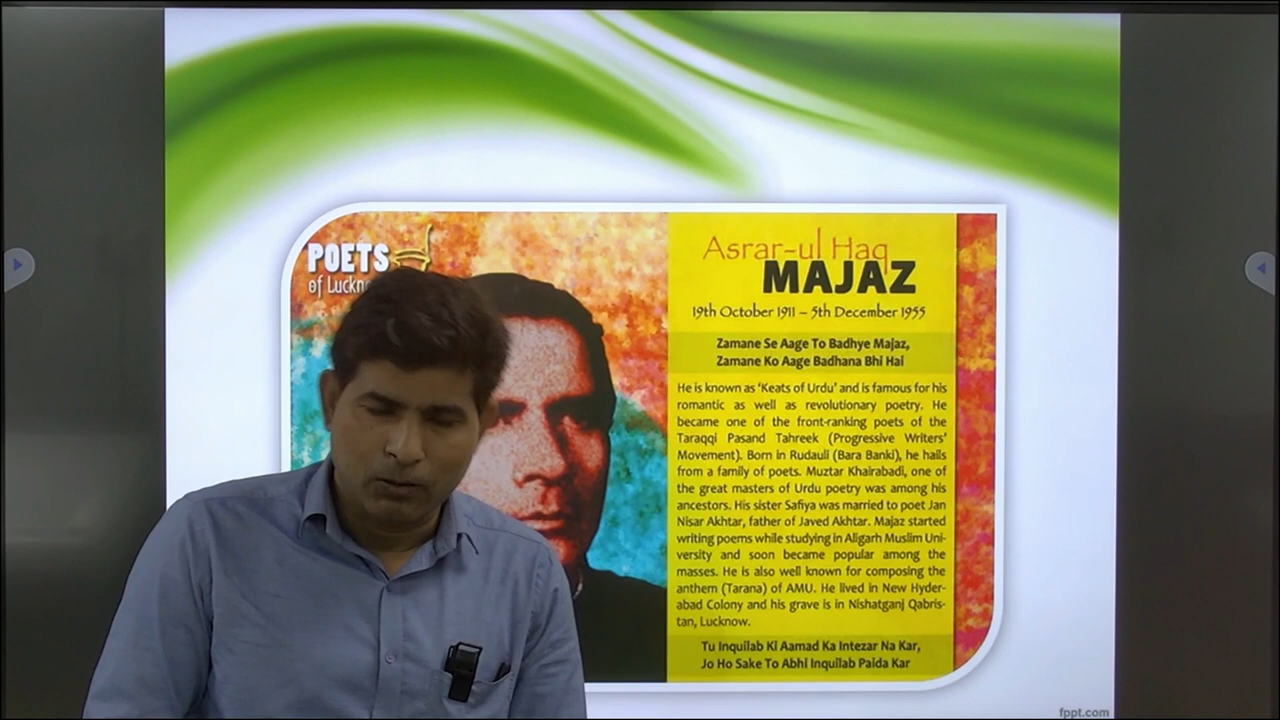 POETS
of
Asrar-ul Haq
MAJAZ
19th October 1911 – 5th December 1955
Zamane Se Aage To Badhye Majaz,
Zamane Ko Aage Badhana Bhi Hai
He is known as ‘Keats of Urdu’ and is famous for his
romantic as well as revolutionary poetry. He
became one of the front-ranking poets of the
Taraqqi Pasand Tahreek (Progressive Writers’
Movement). Born in Rudauli (Bara Banki), he hails
from a family of poets. Muztar Khairabadi, one of
the great masters of Urdu poetry was among his
ancestors. His sister Safiya was married to poet Jan
Nisar Akhtar, father of Javed Akhtar. Majaz started
writing poems while studying in Aligarh Muslim Uni-
versity and soon became popular among the
masses. He is also well known for composing the
anthem (Tarana) of AMU. He lived in New Hyder-
abad Colony and his grave is in Nishatganj Qabris-
tan, Lucknow.
Tu Inquilab Ki Aamad Ka Intezar Na Kar,
Jo Ho Sake To Abhi Inquilab Paida Kar
fppt.com